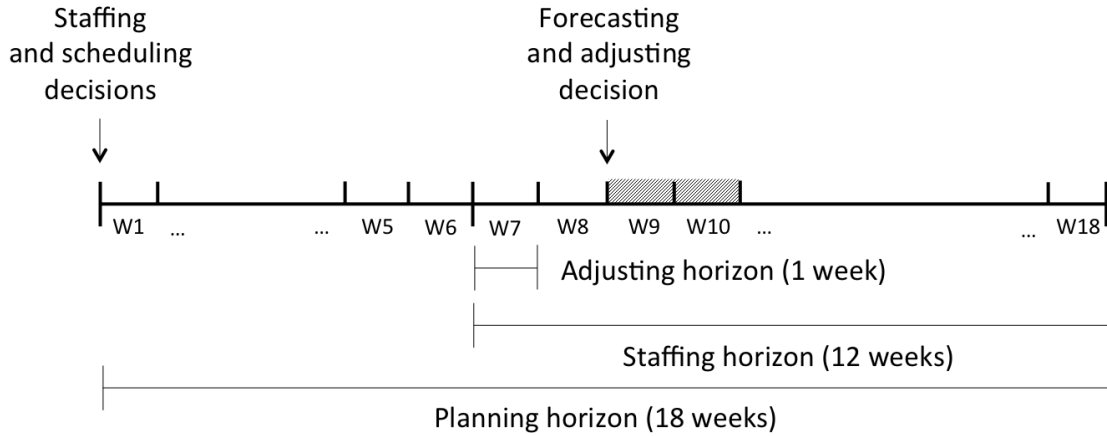 Staffing
and scheduling
decisions
Forecasting
and adjusting
decision
W1 ... ... W5 W6 W7 W8 W9 W10 ... ... W18
Adjusting horizon (1 week)
Staffing horizon (12 weeks)
Planning horizon (18 weeks)